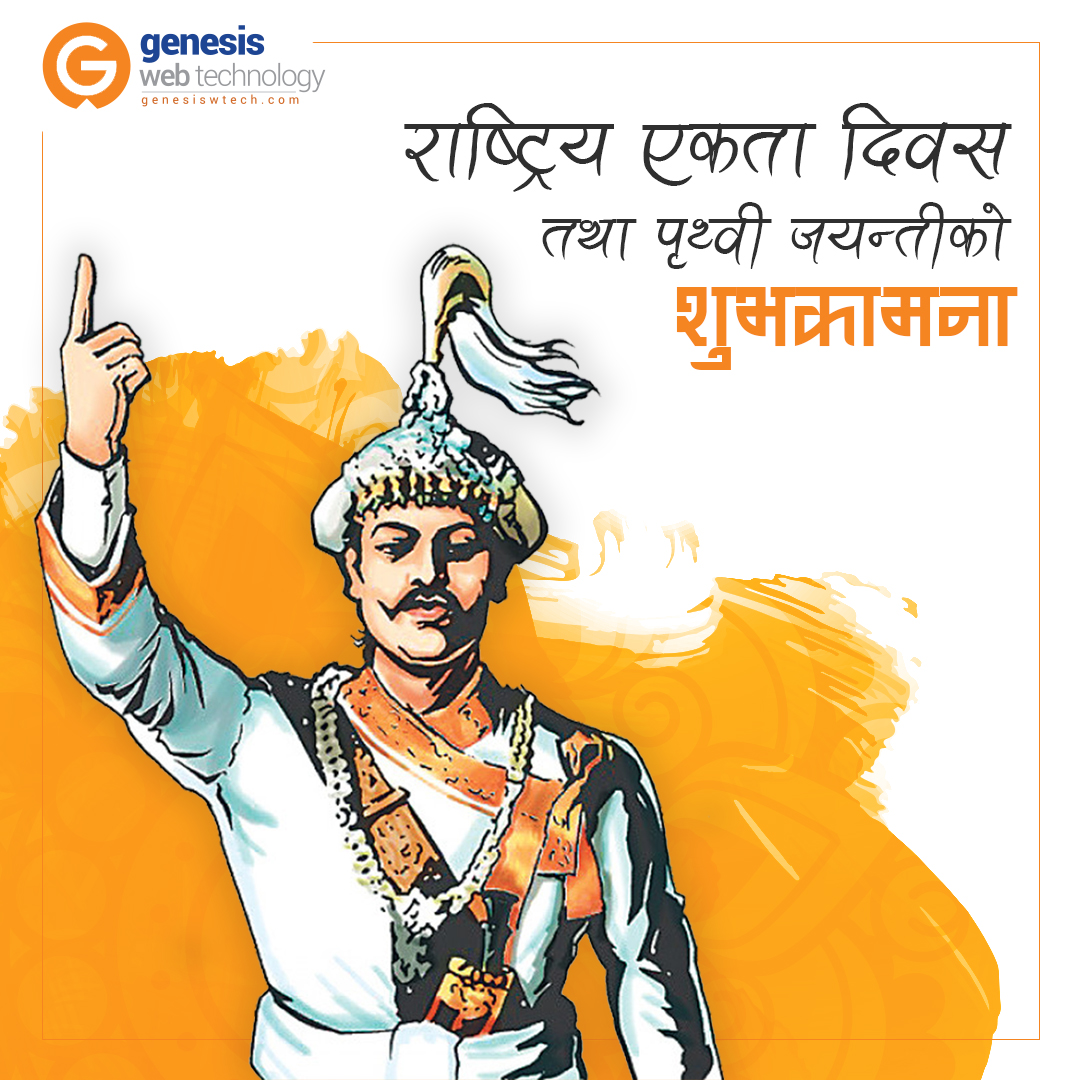 genesis
web technology
genesiswtech.com
राष्ट्रिय एकता दिवस
तथा पृथ्वी जयन्तीको
शुभकामना